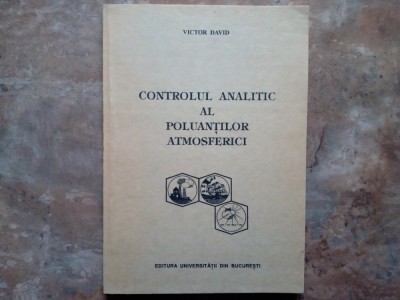 VICTOR DAVID
CONTROLUL ANALITIC
AL
POLUANȚILOR
ATMOSFERICI
EDITURA UNIVERSITĂȚII DIN BUCUREȘTI